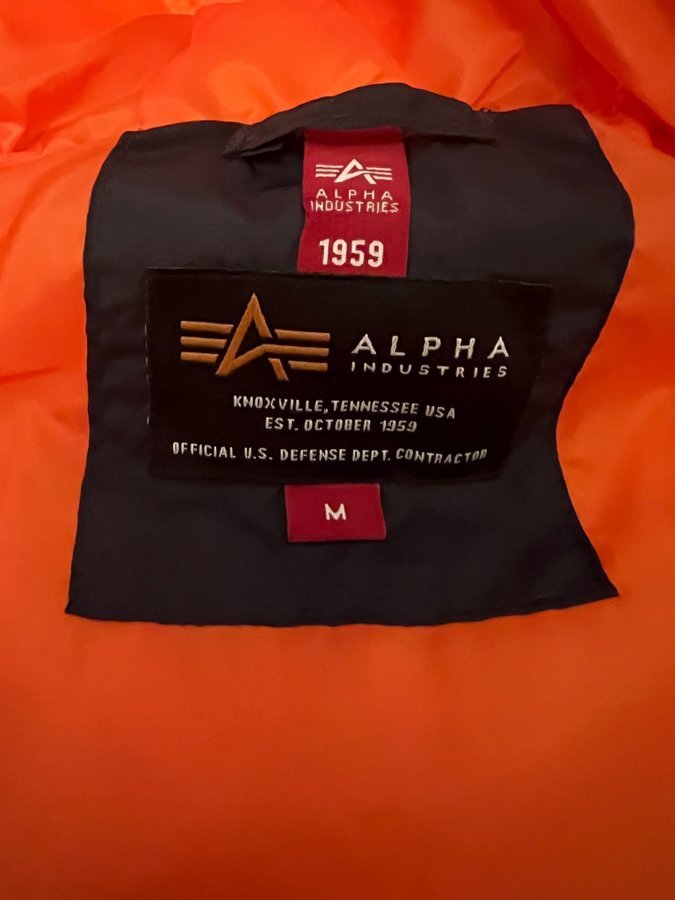 ALPHA
INDUSTRIES
1959
ALPHA
INDUSTRIES
KNOXVILLE, TENNESSEE USA
EST. OCTOBER 1959
OFFICIAL U.S. DEFENSE DEPT. CONTRACTOR
M